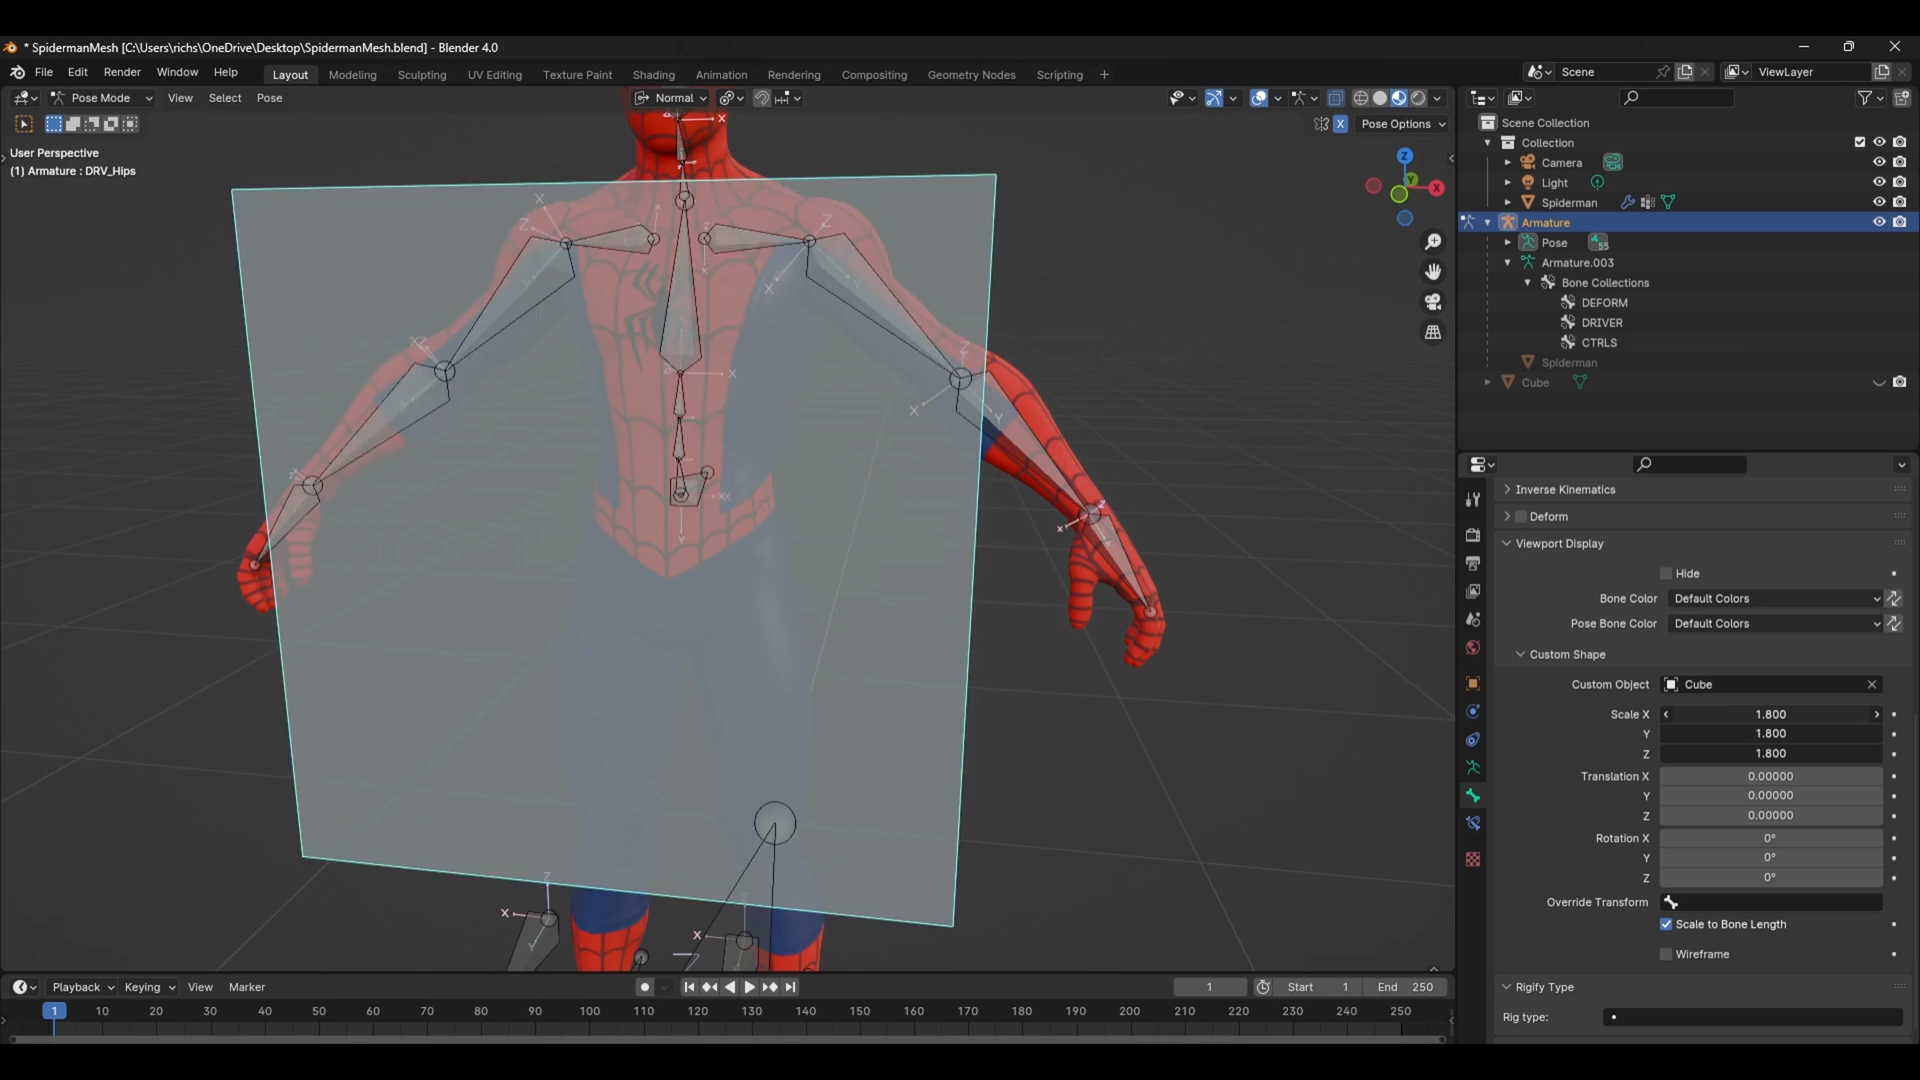 * SpidermanMesh [C:\Users\richs\OneDrive\Desktop\SpidermanMesh.blend] - Blender 4.0
File Edit Render Window Help Layout Modeling Sculpting UV Editing Texture Paint Shading Animation Rendering Compositing Geometry Nodes Scripting + Scene ViewLayer
Pose Mode View Select Pose Normal
X Pose Options
User Perspective
(1) Armature : DRV_Hips
Z
Y
X
Scene Collection
Collection
Camera
Light
Spiderman
Armature
Pose 55
Armature.003
Bone Collections
DEFORM
DRIVER
CTRLS
Spiderman
Cube
Inverse Kinematics
Deform
Viewport Display
Hide
Bone Color Default Colors
Pose Bone Color Default Colors
Custom Shape
Custom Object Cube
Scale X 1.800
Y 1.800
Z 1.800
Translation X 0.00000
Y 0.00000
Z 0.00000
Rotation X 0°
Y 0°
Z 0°
Override Transform
Scale to Bone Length
Wireframe
Rigify Type
Rig type:
Playback Keying View Marker 1 Start 1 End 250
1 10 20 30 40 50 60 70 80 90 100 110 120 130 140 150 160 170 180 190 200 210 220 230 240 250